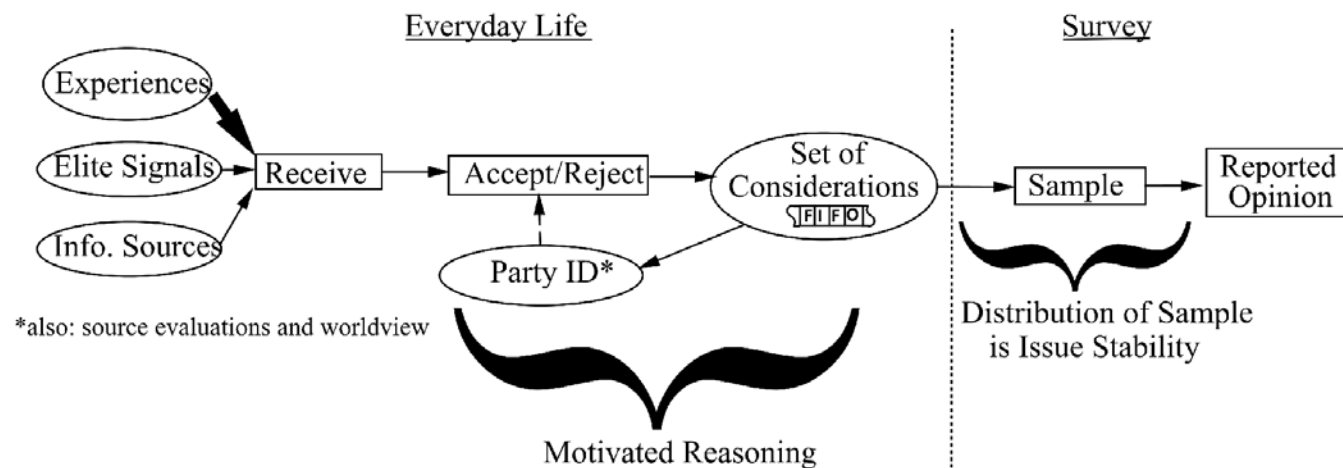 Everyday Life
Survey
Experiences
Elite Signals
Info. Sources
Receive
Accept/Reject
Party ID*
Set of
Considerations
FIFO
Sample
Reported
Opinion
*also: source evaluations and worldview
Motivated Reasoning
Distribution of Sample
is Issue Stability